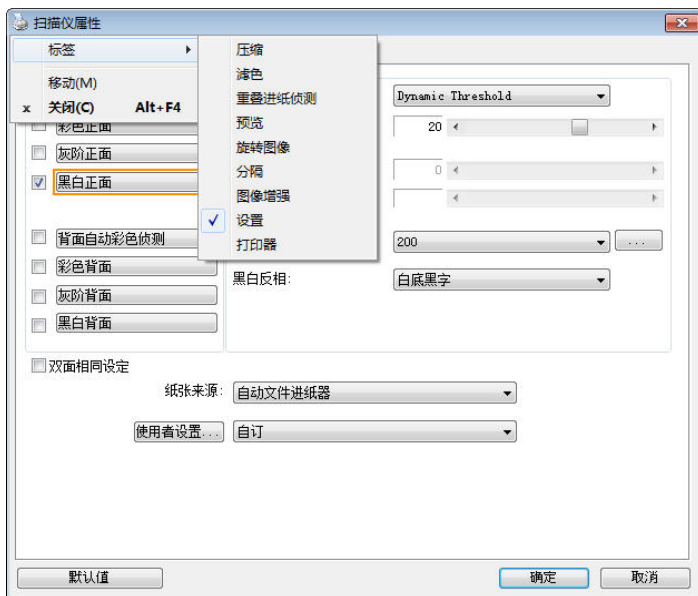 扫描仪属性
标签
移动(M)
x 关闭(C) Alt+F4
压缩
滤色
重叠进纸侦测
预览
旋转图像
分隔
图像增强
设置
打印器
Dynamic Threshold
彩色正面
20
灰阶正面
0
黑白正面
背面自动彩色侦测
200
...
彩色背面
黑白反相:
白底黑字
灰阶背面
黑白背面
双面相同设定
纸张来源:
自动文件进纸器
使用者设置...
自订
默认值
确定
取消